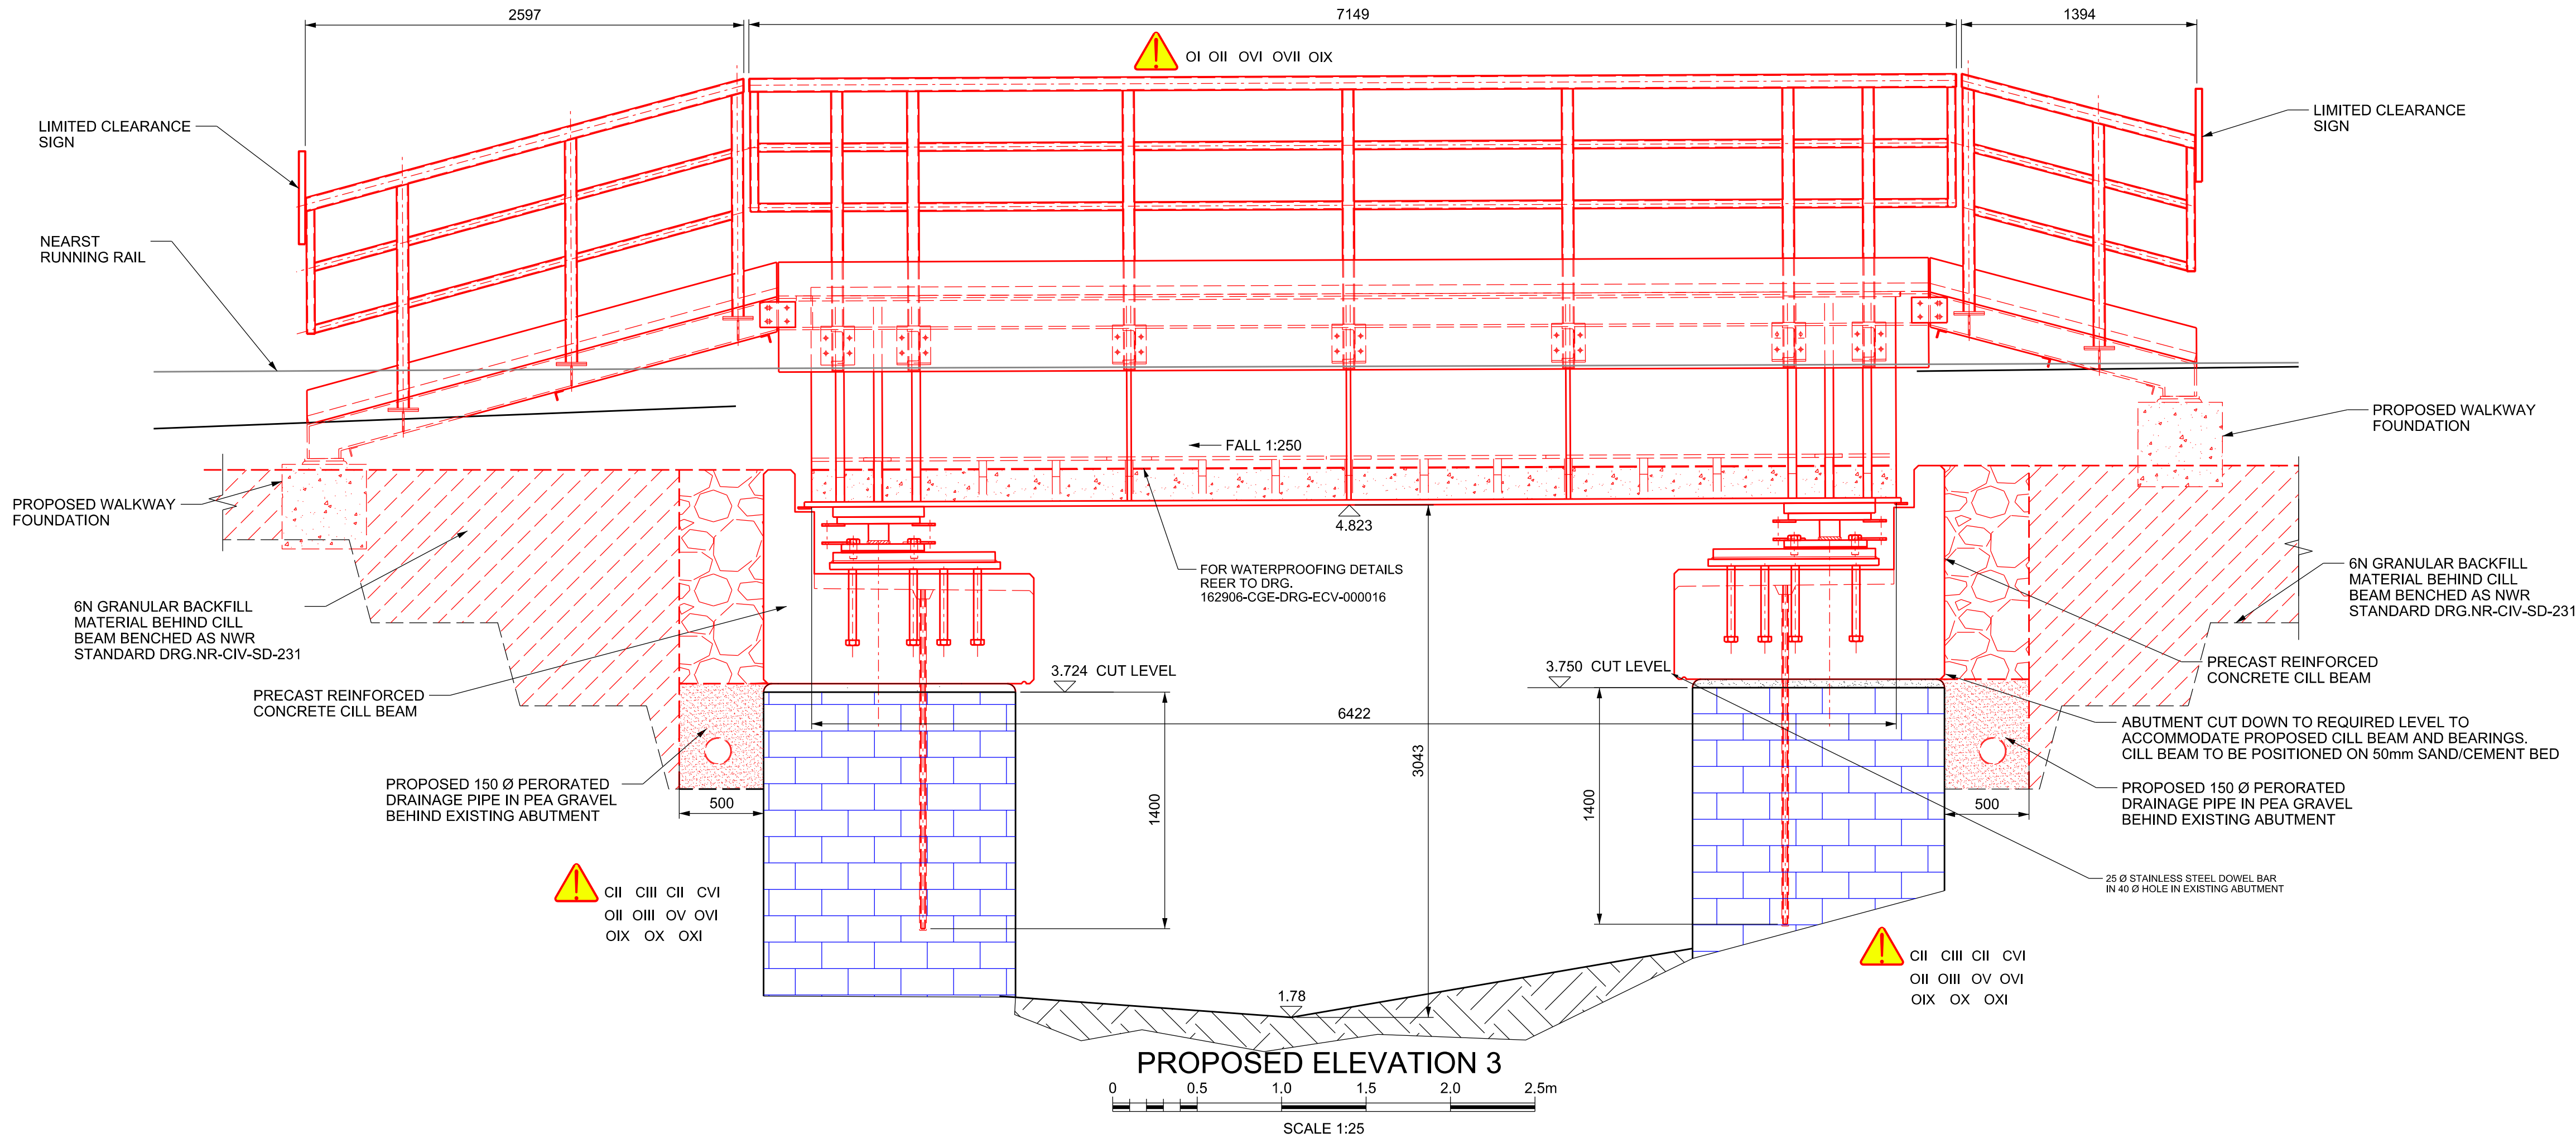 2597
7149
1394
OI OII OVI OVII OIX
LIMITED CLEARANCE
SIGN
LIMITED CLEARANCE
SIGN
NEARST
RUNNING RAIL
PROPOSED WALKWAY
FOUNDATION
FALL 1:250
PROPOSED WALKWAY
FOUNDATION
4.823
FOR WATERPROOFING DETAILS
REER TO DRG.
162906-CGE-DRG-ECV-000016
6N GRANULAR BACKFILL
MATERIAL BEHIND CILL
BEAM BENCHED AS NWR
STANDARD DRG.NR-CIV-SD-231
6N GRANULAR BACKFILL
MATERIAL BEHIND CILL
BEAM BENCHED AS NWR
STANDARD DRG.NR-CIV-SD-231
PRECAST REINFORCED
CONCRETE CILL BEAM
3.724 CUT LEVEL
3.750 CUT LEVEL
PRECAST REINFORCED
CONCRETE CILL BEAM
6422
3043
1400
1400
ABUTMENT CUT DOWN TO REQUIRED LEVEL TO
ACCOMMODATE PROPOSED CILL BEAM AND BEARINGS.
CILL BEAM TO BE POSITIONED ON 50mm SAND/CEMENT BED
PROPOSED 150 Ø PERORATED
DRAINAGE PIPE IN PEA GRAVEL
BEHIND EXISTING ABUTMENT
500
500
PROPOSED 150 Ø PERORATED
DRAINAGE PIPE IN PEA GRAVEL
BEHIND EXISTING ABUTMENT
25 Ø STAINLESS STEEL DOWEL BAR
IN 40 Ø HOLE IN EXISTING ABUTMENT
CII CIII CII CVI
OII OIII OV OVI
OIX OX OXI
CII CIII CII CVI
OII OIII OV OVI
OIX OX OXI
1.78
PROPOSED ELEVATION 3
0 0.5 1.0 1.5 2.0 2.5m
SCALE 1:25